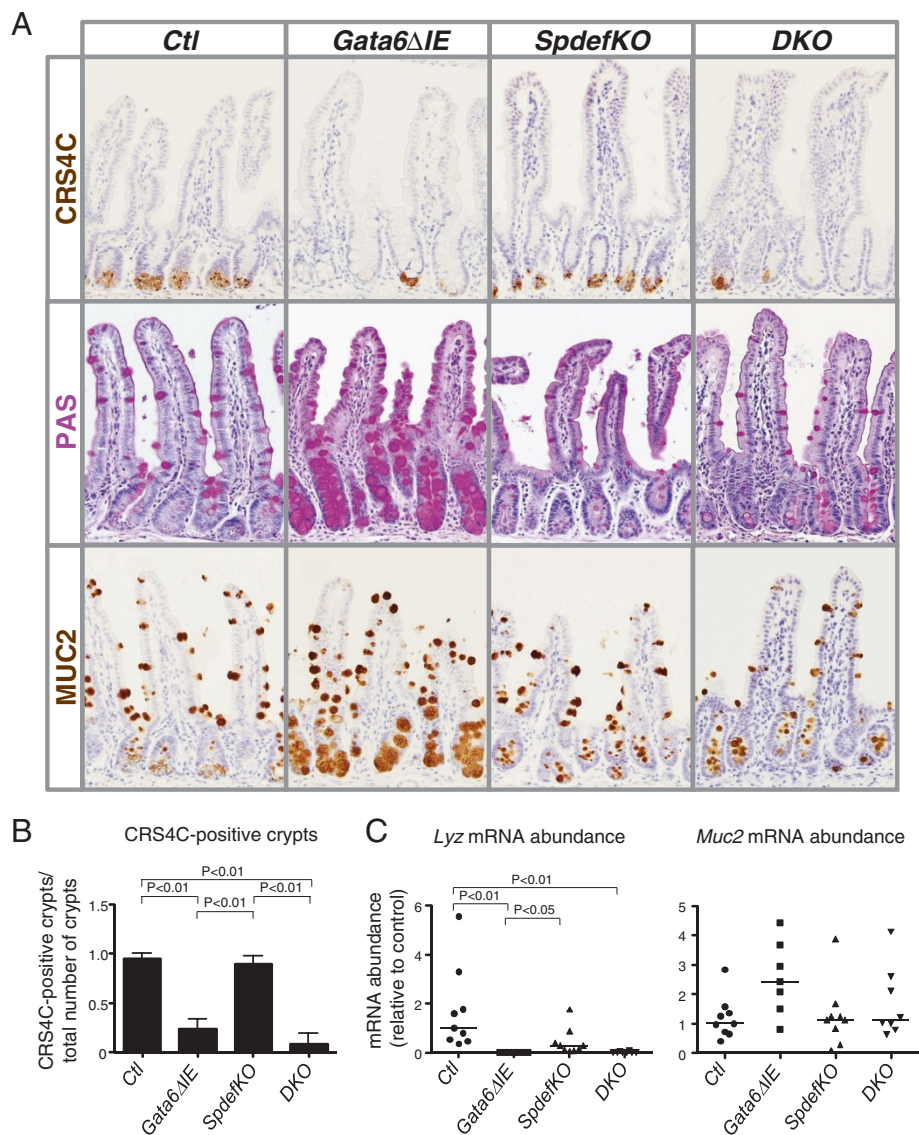 A
Ctl Gata6ΔIE SpdefKO DKO
CRS4C
PAS
MUC2
B
CRS4C-positive crypts
P<0.01
P<0.01
P<0.01
P<0.01
CRS4C-positive crypts/
total number of crypts
1.5
1.0
0.5
0
Ctl
Gata6ΔIE
SpdefKO
DKO
C
Lyz mRNA abundance
P<0.01
P<0.01
P<0.05
mRNA abundance
(relative to control)
6
4
2
0
Ctl
Gata6ΔIE
SpdefKO
DKO
Muc2 mRNA abundance
5
4
3
2
1
0
Ctl
Gata6ΔIE
SpdefKO
DKO